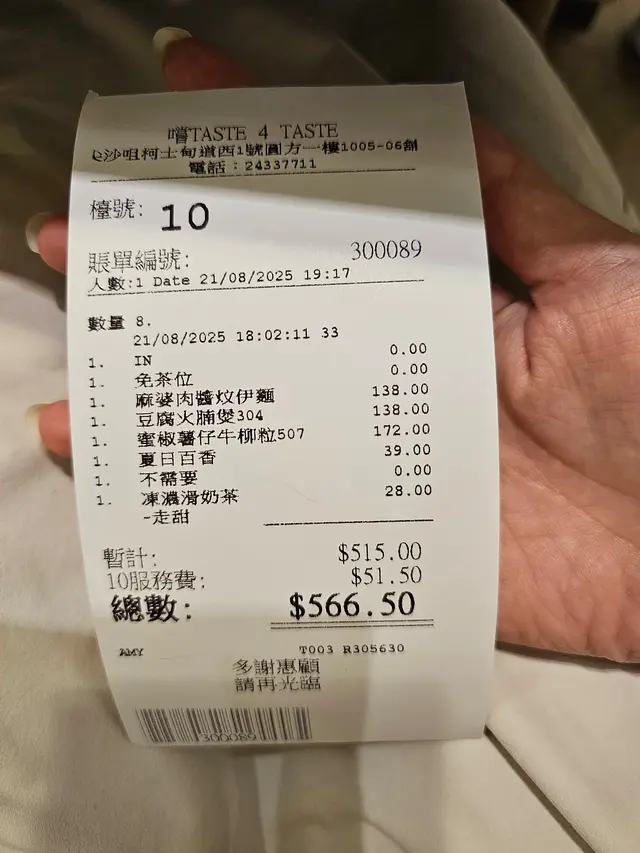 嚐TASTE 4 TASTE
尖沙咀柯士甸道西1號圓方一樓1005-06舖
電話：24337711
檯號: 10
賬單編號: 300089
人數:1 Date 21/08/2025 19:17
數量 8.
21/08/2025 18:02:11 33
1. IN 0.00
1. 免茶位 0.00
1. 麻婆肉醬炆伊麵 138.00
1. 豆腐火腩煲304 138.00
1. 蜜椒薯仔牛柳粒507 172.00
1. 夏日百香 39.00
1. 不需要 0.00
1. 凍濃滑奶茶 28.00
-走甜
暫計: $515.00
10服務費: $51.50
總數: $566.50
AMY T003 R305630
多謝惠顧
請再光臨
300089